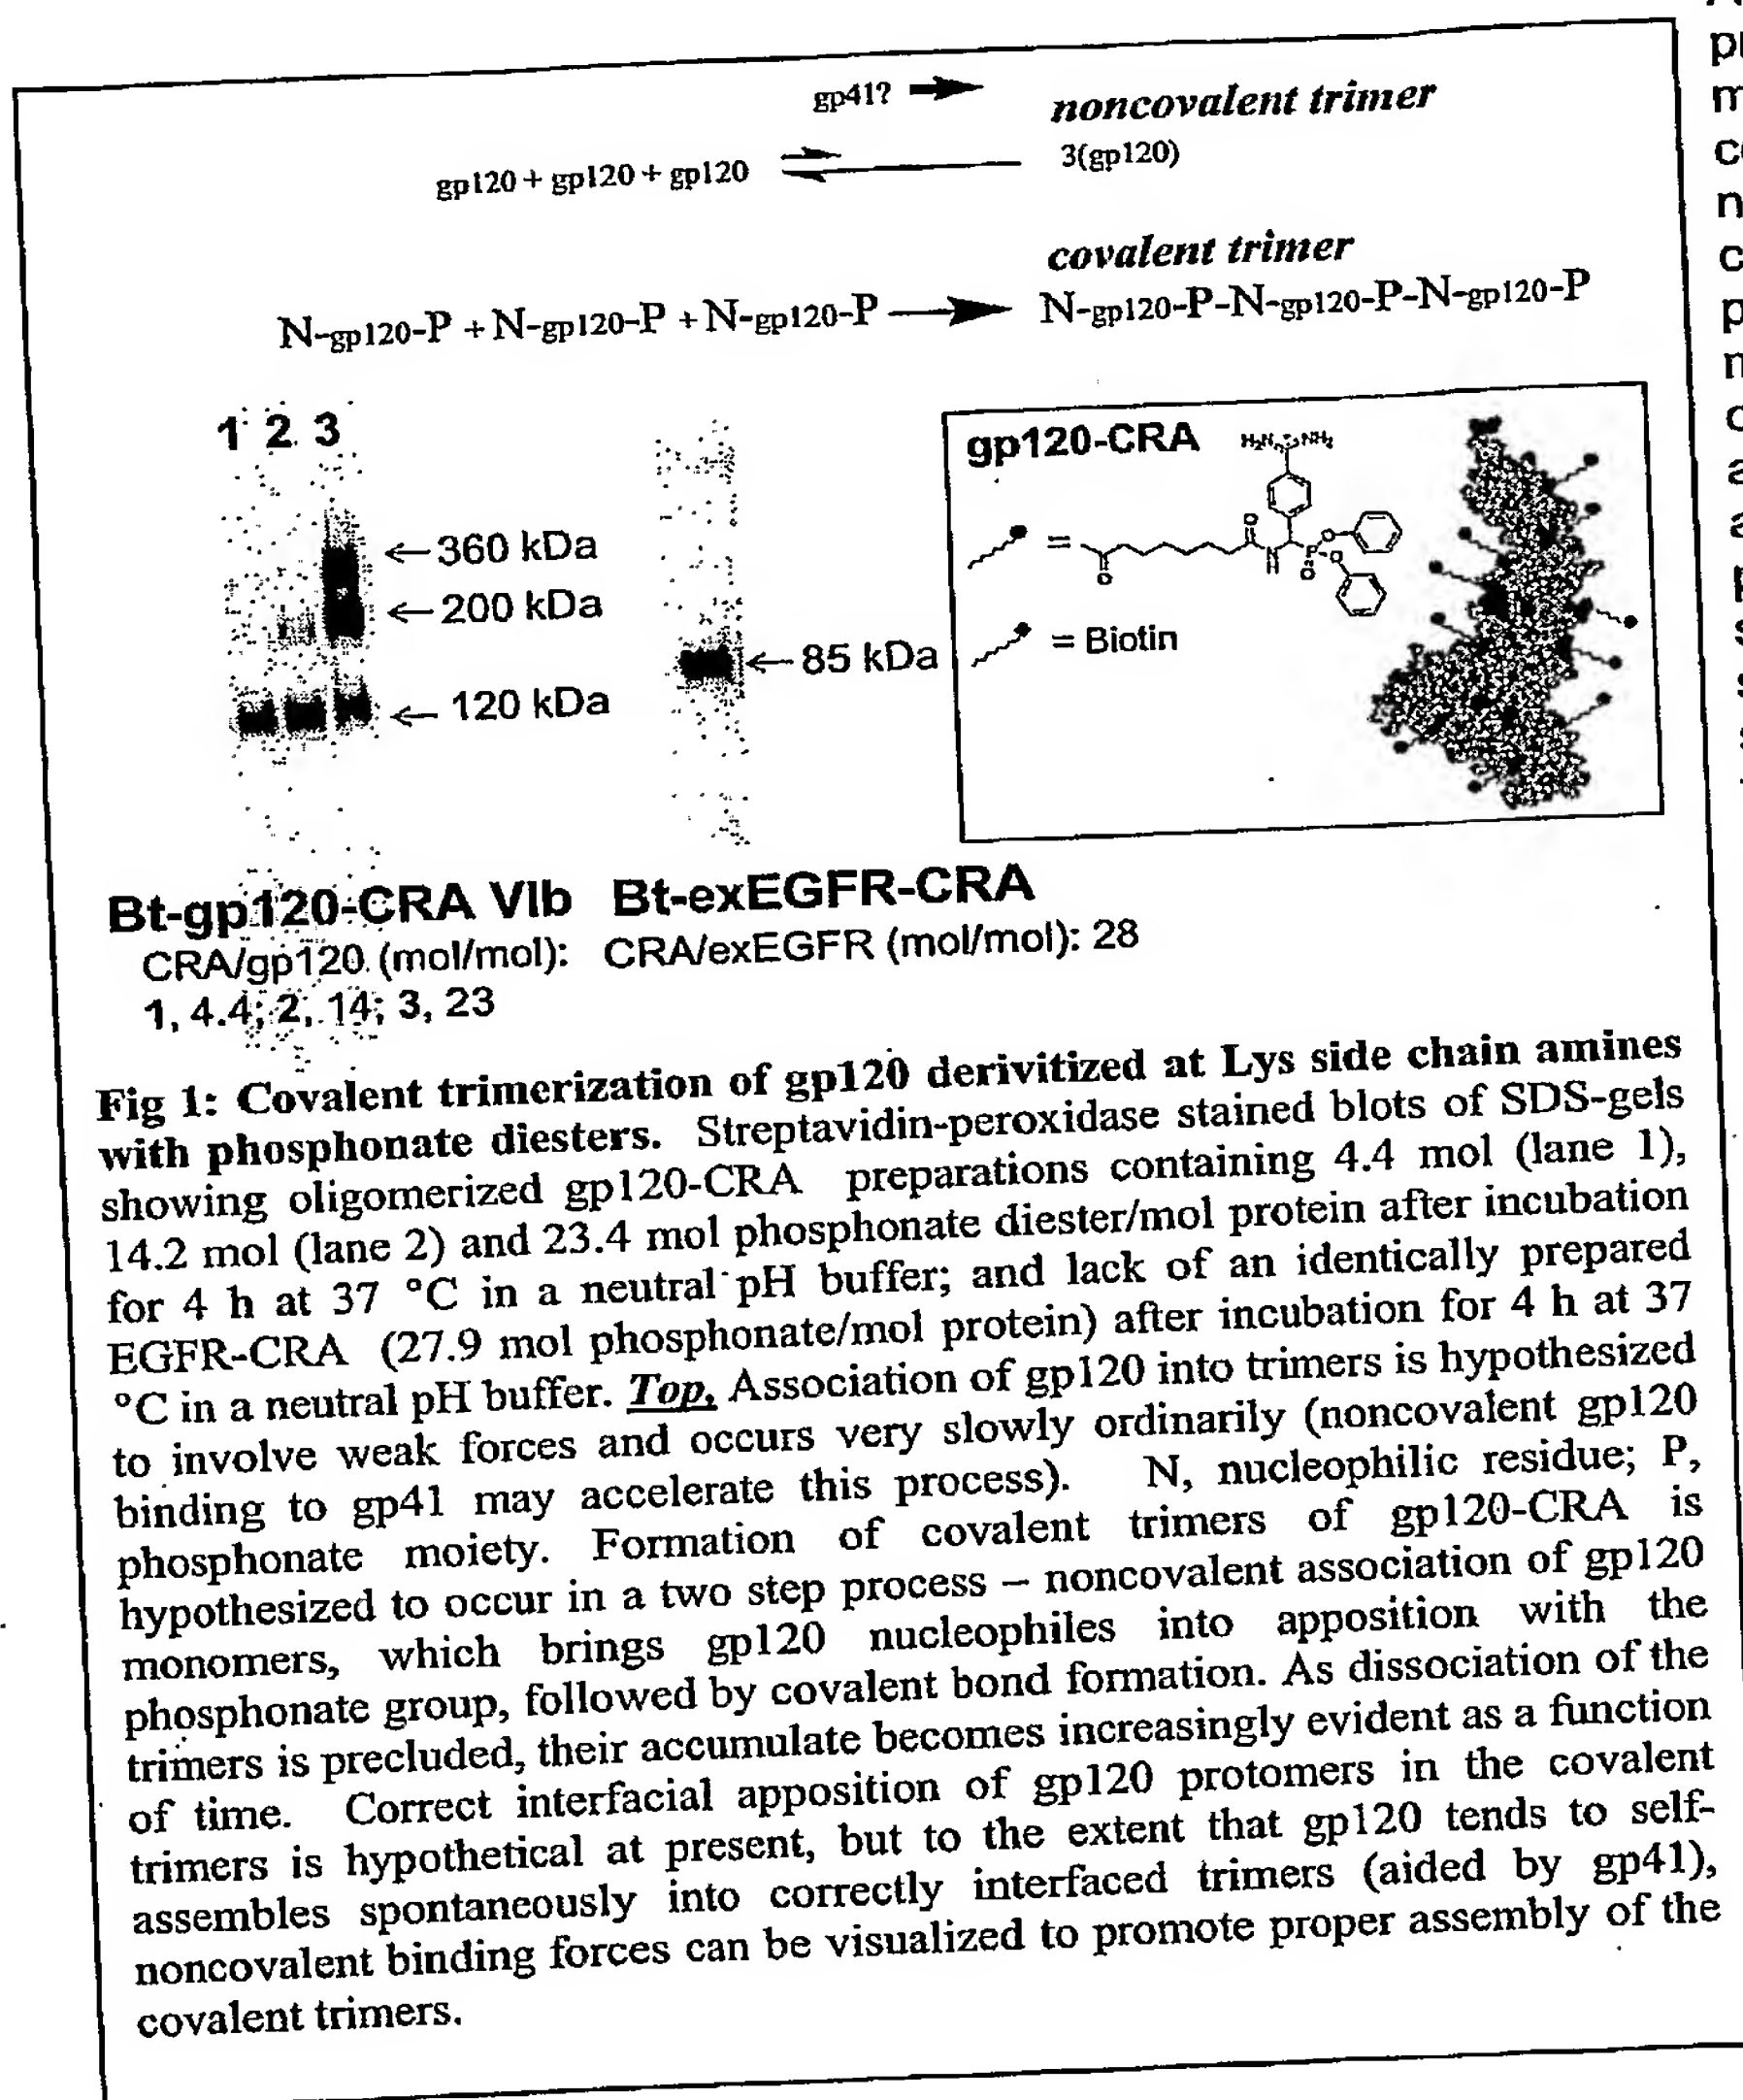 gp41?
noncovalent trimer
gp120 + gp120 + gp120
3(gp120)
covalent trimer
N-gp120-P + N-gp120-P + N-gp120-P
N-gp120-P-N-gp120-P-N-gp120-P
1 2 3
360 kDa
200 kDa
120 kDa
85 kDa
gp120-CRA
H₂N NH₂
=
O O
N H P O O O
= Biotin
Bt-gp120-CRA VIb Bt-exEGFR-CRA
CRA/gp120 (mol/mol): CRA/exEGFR (mol/mol): 28
1, 4.4; 2, 14; 3, 23
Fig 1: Covalent trimerization of gp120 derivitized at Lys side chain amines
with phosphonate diesters. Streptavidin-peroxidase stained blots of SDS-gels
showing oligomerized gp120-CRA preparations containing 4.4 mol (lane 1),
14.2 mol (lane 2) and 23.4 mol phosphonate diester/mol protein after incubation
for 4 h at 37 °C in a neutral pH buffer; and lack of an identically prepared
EGFR-CRA (27.9 mol phosphonate/mol protein) after incubation for 4 h at 37
°C in a neutral pH buffer. Top, Association of gp120 into trimers is hypothesized
to involve weak forces and occurs very slowly ordinarily (noncovalent gp120
binding to gp41 may accelerate this process). N, nucleophilic residue; P,
phosphonate moiety. Formation of covalent trimers of gp120-CRA is
hypothesized to occur in a two step process – noncovalent association of gp120
monomers, which brings gp120 nucleophiles into apposition with the
phosphonate group, followed by covalent bond formation. As dissociation of the
trimers is precluded, their accumulate becomes increasingly evident as a function
of time. Correct interfacial apposition of gp120 protomers in the covalent
trimers is hypothetical at present, but to the extent that gp120 tends to self-
assembles spontaneously into correctly interfaced trimers (aided by gp41),
noncovalent binding forces can be visualized to promote proper assembly of the
covalent trimers.